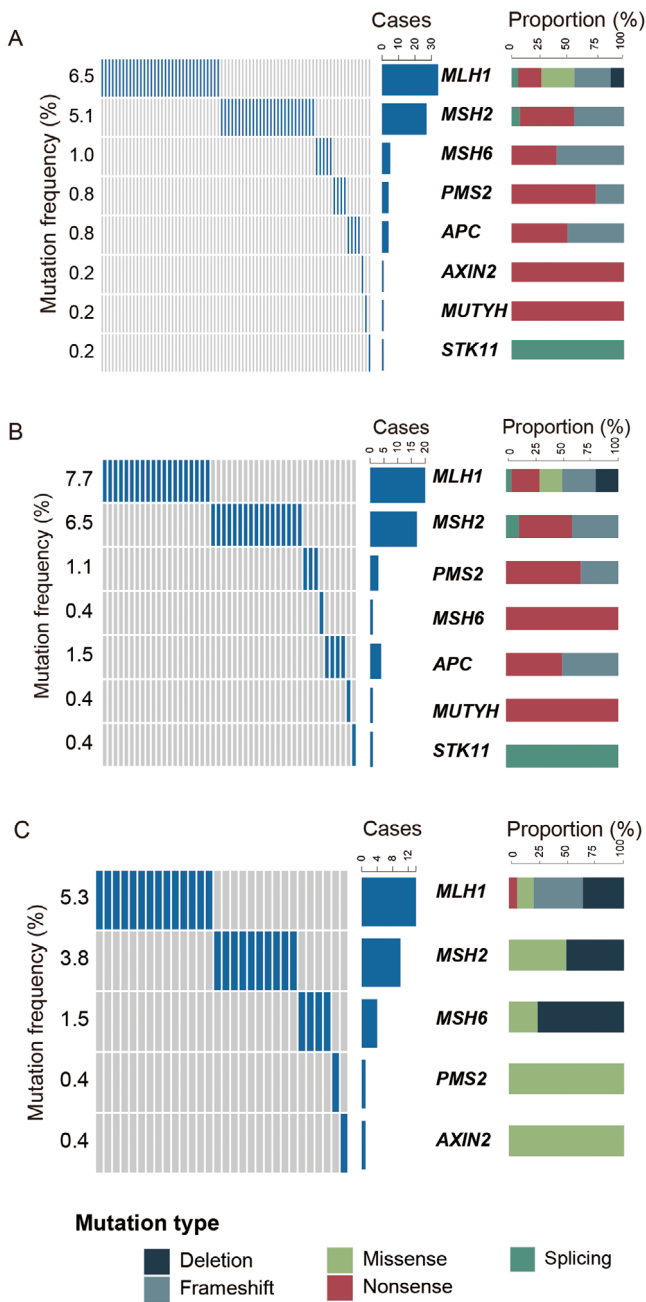 A
Cases
0 10 20 30
Proportion (%)
0 25 50 75 100
Mutation frequency (%)
6.5 MLH1
5.1 MSH2
1.0 MSH6
0.8 PMS2
0.8 APC
0.2 AXIN2
0.2 MUTYH
0.2 STK11
B
Cases
0 5 10 15 20
Proportion (%)
0 25 50 75 100
Mutation frequency (%)
7.7 MLH1
6.5 MSH2
1.1 PMS2
0.4 MSH6
1.5 APC
0.4 MUTYH
0.4 STK11
C
Cases
0 4 8 12
Proportion (%)
0 25 50 75 100
Mutation frequency (%)
5.3 MLH1
3.8 MSH2
1.5 MSH6
0.4 PMS2
0.4 AXIN2
Mutation type
Deletion Missense Splicing
Frameshift Nonsense